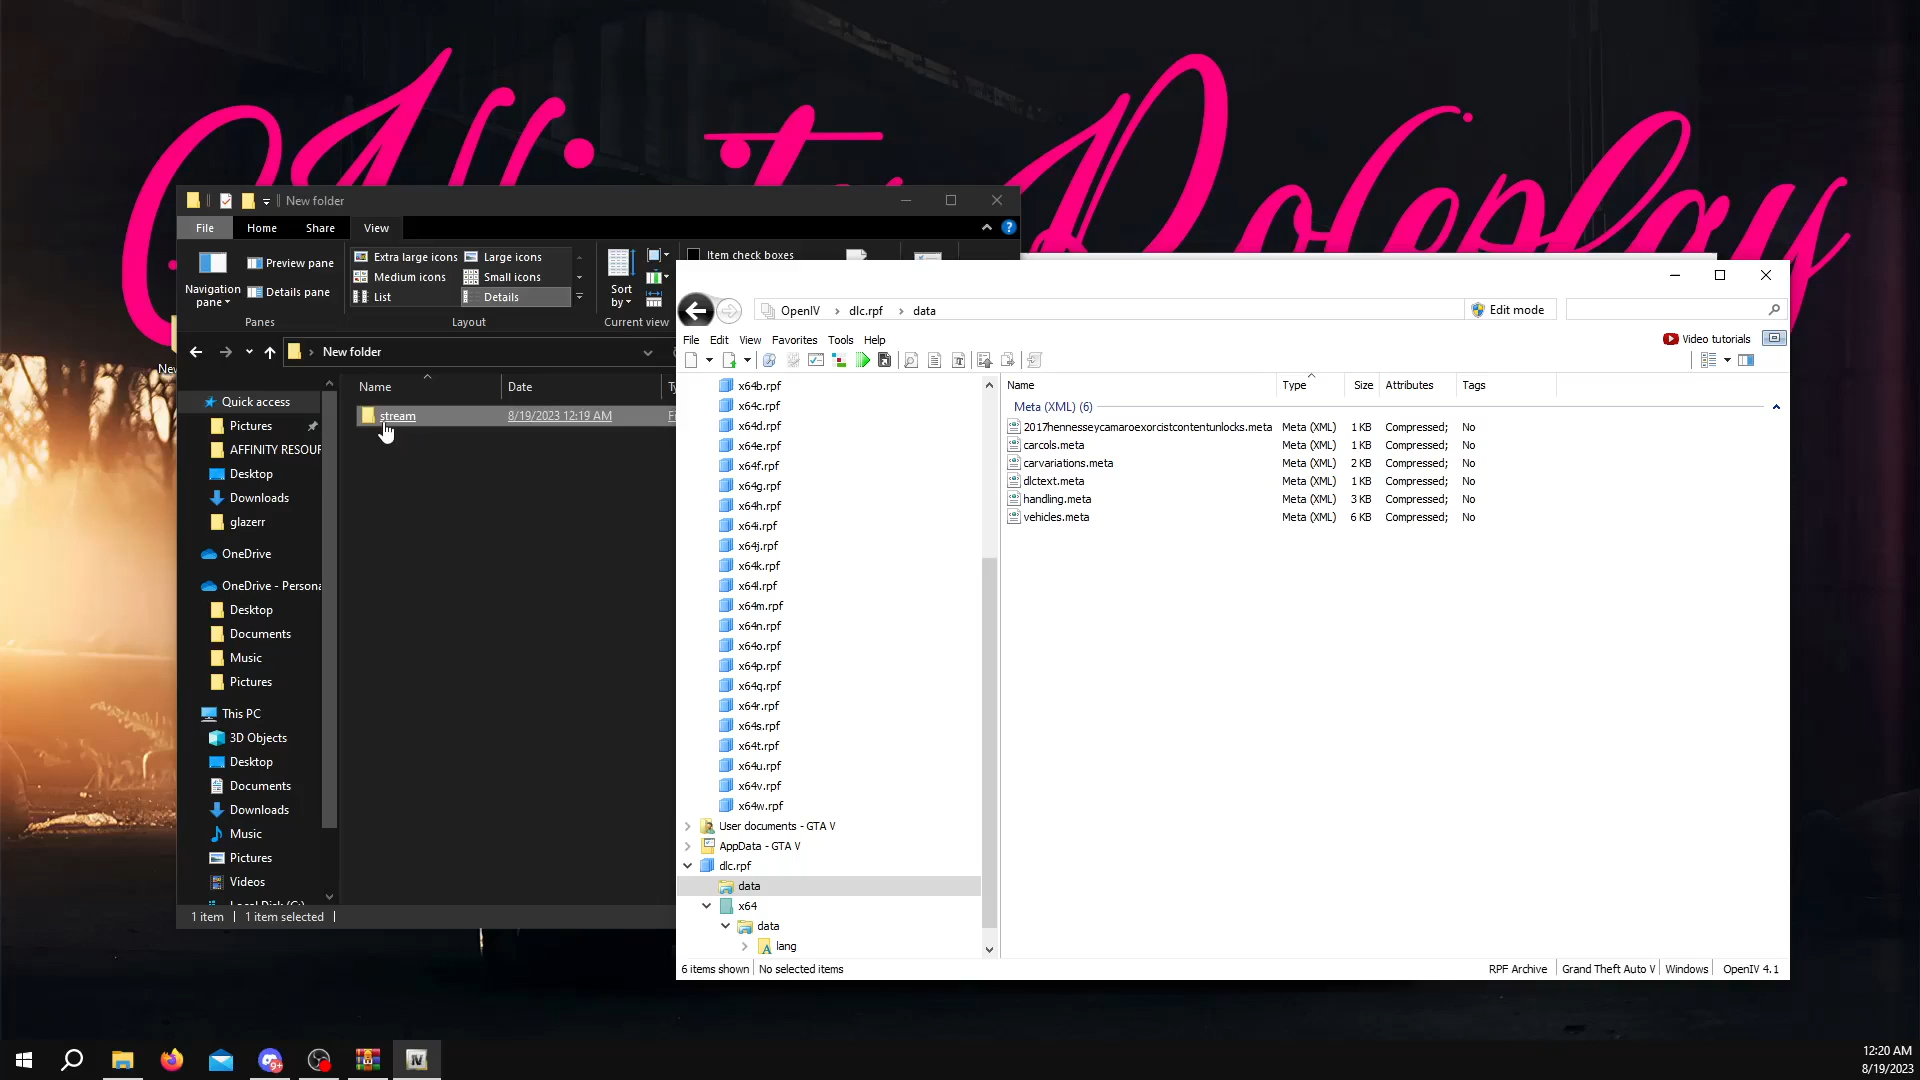 Affinity Roleplay
New folder
File Home Share View
Preview pane
Details pane
Navigation pane
Panes
Extra large icons Large icons
Medium icons Small icons
List Details
Layout
Sort by
Current view
Item check boxes
New folder
Name Date
stream 8/19/2023 12:19 AM
Quick access
Pictures
AFFINITY RESOUR
Desktop
Downloads
glazerr
OneDrive
OneDrive - Persona
Desktop
Documents
Music
Pictures
This PC
3D Objects
Desktop
Documents
Downloads
Music
Pictures
Videos
1 item 1 item selected
OpenIV dlc.rpf data
Edit mode
File Edit View Favorites Tools Help
Video tutorials
x64b.rpf
x64c.rpf
x64d.rpf
x64e.rpf
x64f.rpf
x64g.rpf
x64h.rpf
x64i.rpf
x64j.rpf
x64k.rpf
x64l.rpf
x64m.rpf
x64n.rpf
x64o.rpf
x64p.rpf
x64q.rpf
x64r.rpf
x64s.rpf
x64t.rpf
x64u.rpf
x64v.rpf
x64w.rpf
User documents - GTA V
AppData - GTA V
dlc.rpf
data
x64
data
lang
Name Type Size Attributes Tags
Meta (XML) (6)
2017hennesseycamaroexorcistcontentunlocks.meta Meta (XML) 1 KB Compressed; No
carcols.meta Meta (XML) 1 KB Compressed; No
carvariations.meta Meta (XML) 2 KB Compressed; No
dlctext.meta Meta (XML) 1 KB Compressed; No
handling.meta Meta (XML) 3 KB Compressed; No
vehicles.meta Meta (XML) 6 KB Compressed; No
6 items shown No selected items
RPF Archive Grand Theft Auto V Windows OpenIV 4.1
9+
IV
12:20 AM
8/19/2023